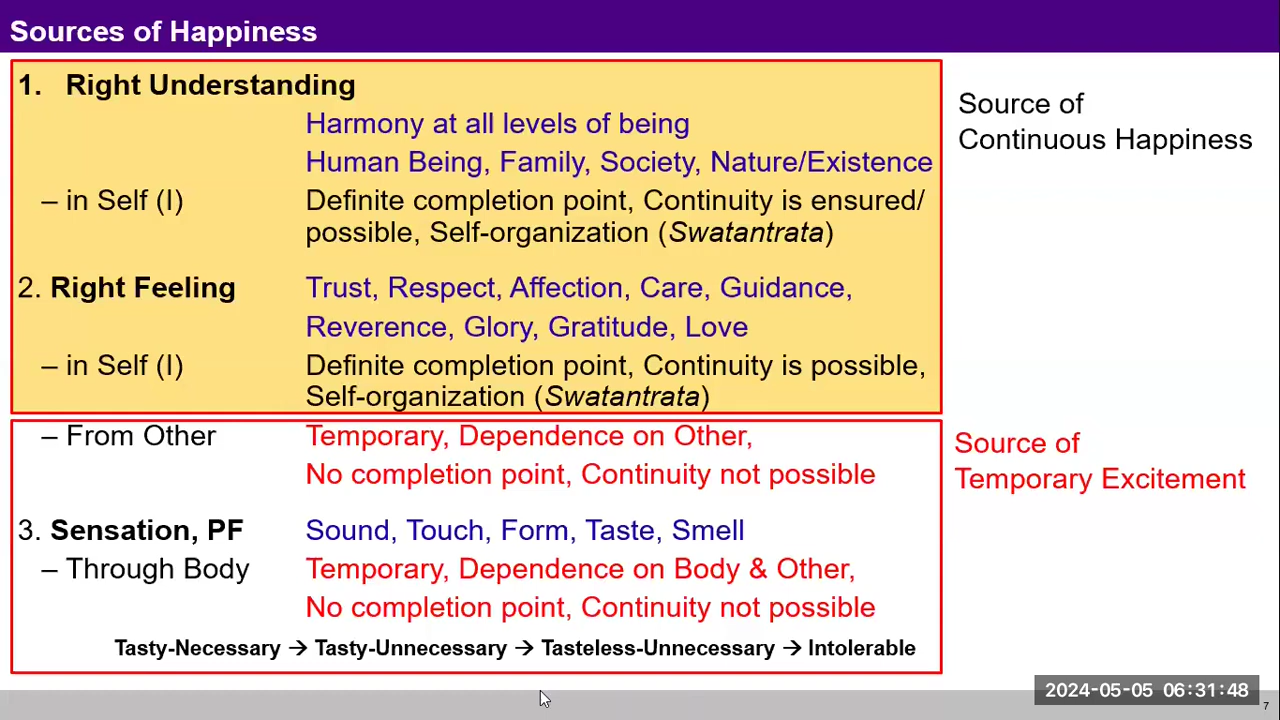 Sources of Happiness
1. Right Understanding
Harmony at all levels of being
Human Being, Family, Society, Nature/Existence
– in Self (I) Definite completion point, Continuity is ensured/
possible, Self-organization (Swatantrata)
2. Right Feeling Trust, Respect, Affection, Care, Guidance,
Reverence, Glory, Gratitude, Love
– in Self (I) Definite completion point, Continuity is possible,
Self-organization (Swatantrata)
Source of
Continuous Happiness
– From Other Temporary, Dependence on Other,
No completion point, Continuity not possible
3. Sensation, PF Sound, Touch, Form, Taste, Smell
– Through Body Temporary, Dependence on Body & Other,
No completion point, Continuity not possible
Tasty-Necessary → Tasty-Unnecessary → Tasteless-Unnecessary → Intolerable
Source of
Temporary Excitement
2024-05-05 06:31:48
7